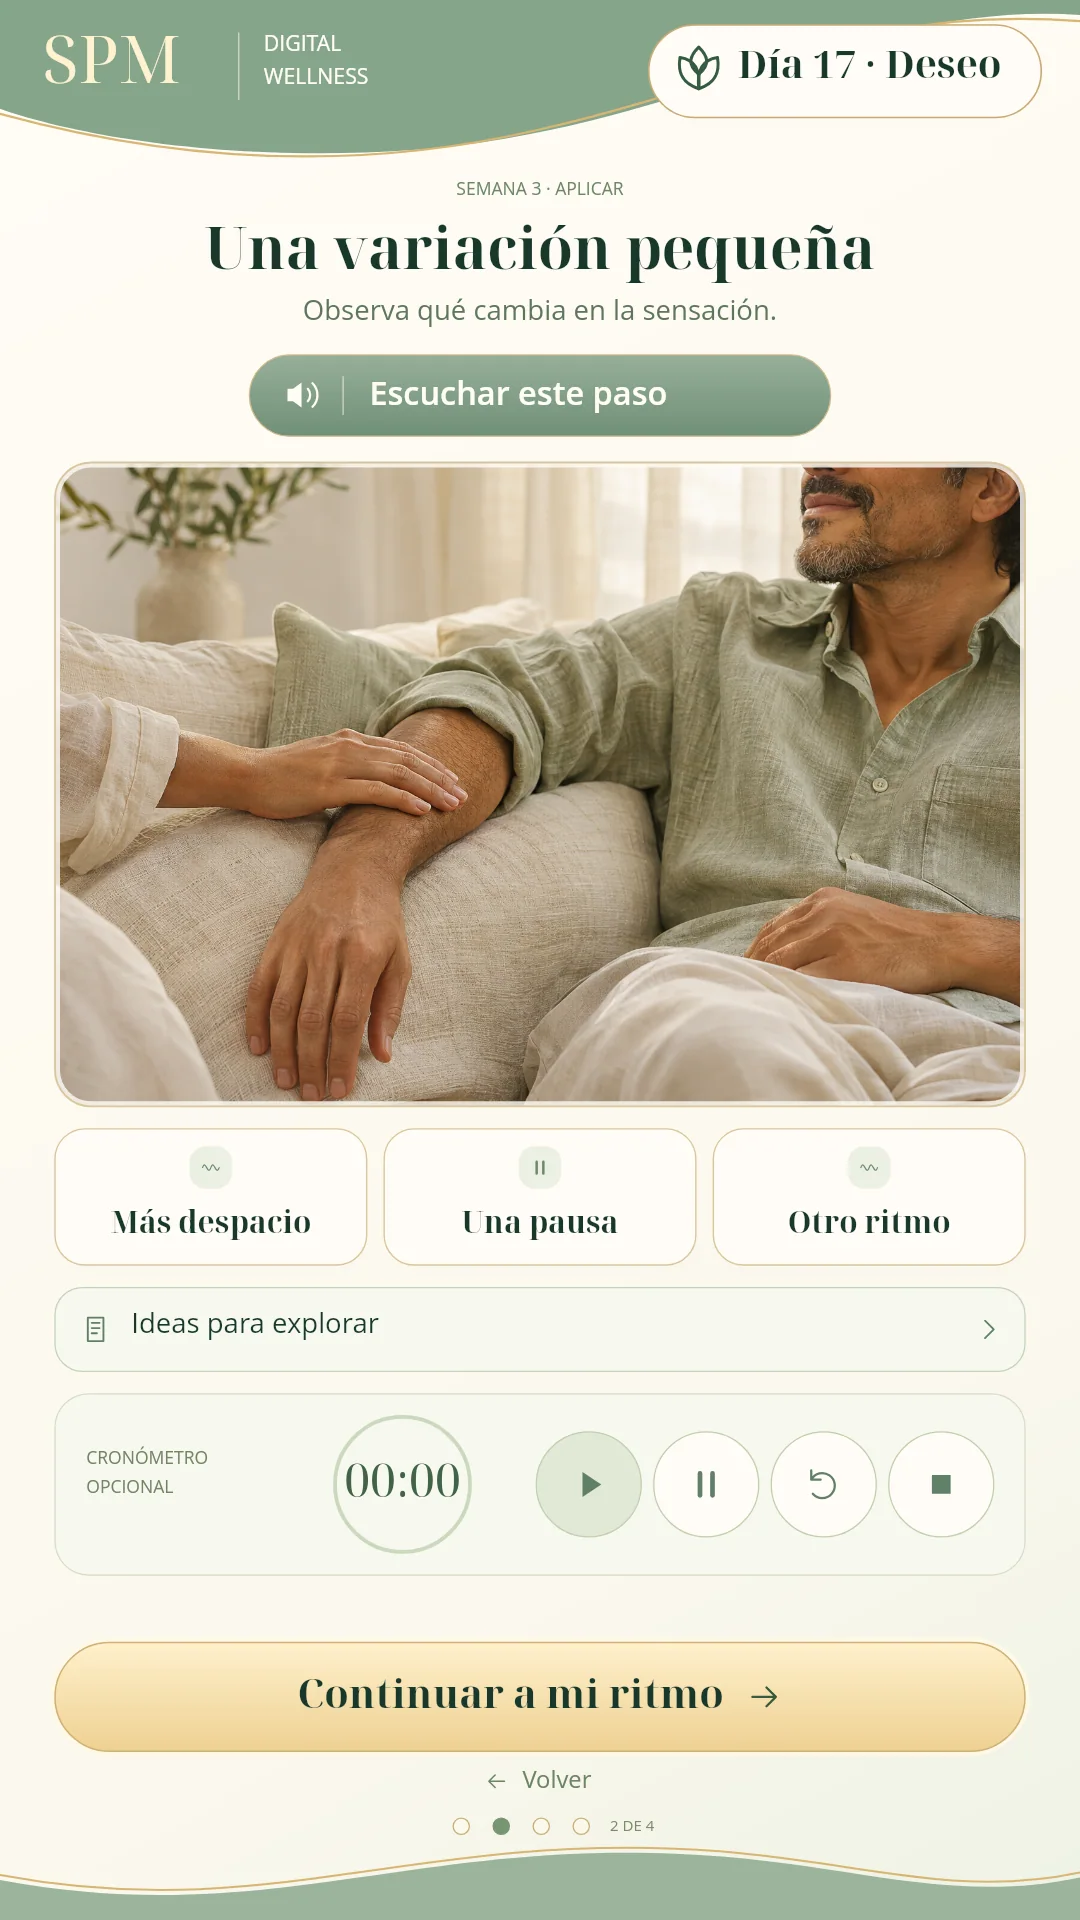 SPM
DIGITAL
WELLNESS
Día 17 · Deseo
SEMANA 3 · APLICAR
Una variación pequeña
Observa qué cambia en la sensación.
Escuchar este paso
Más despacio
Una pausa
Otro ritmo
Ideas para explorar
CRONÓMETRO
OPCIONAL
00:00
Continuar a mi ritmo →
← Volver
2 DE 4